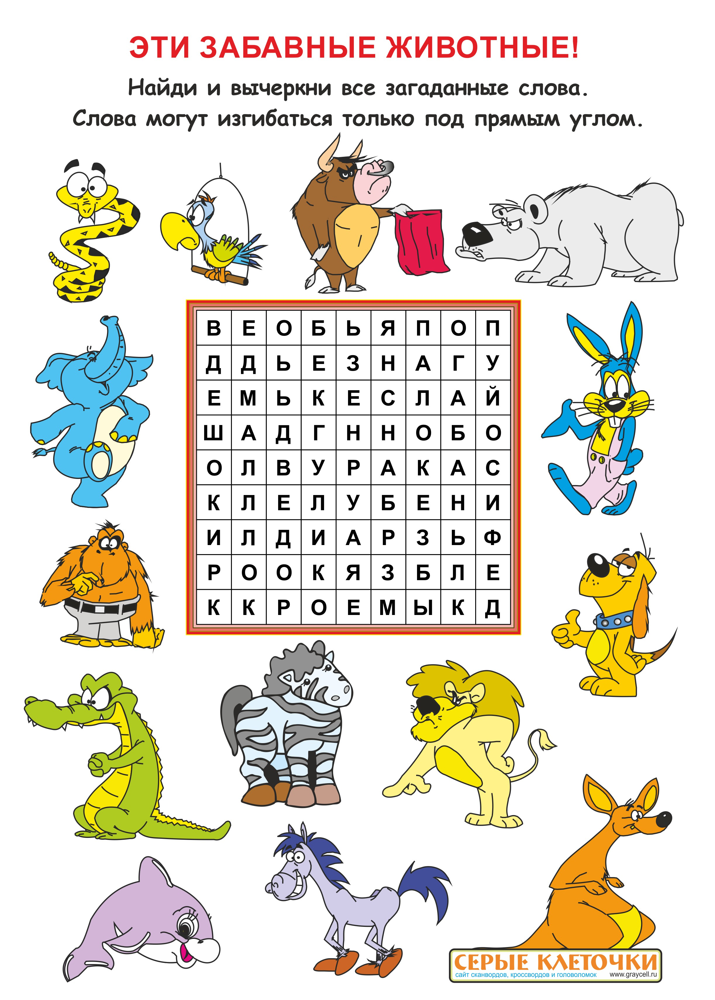 ЭТИ ЗАБАВНЫЕ ЖИВОТНЫЕ!
Найди и вычеркни все загаданные слова.
Слова могут изгибаться только под прямым углом.
В Е О Б Ь Я П О П
Д Д Ь Е З Н А Г У
Е М Ь К Е С Л А Й
Ш А Д Г Н Н О Б О
О Л В У Р А К А С
К Л Е Л У Б Е Н И
И Л Д И А Р З Ь Ф
Р О О К Я З Б Л Е
К К Р О Е М Ы К Д
СЕРЫЕ КЛЕТОЧКИ
сайт сканвордов, кроссвордов и головоломок www.graycell.ru